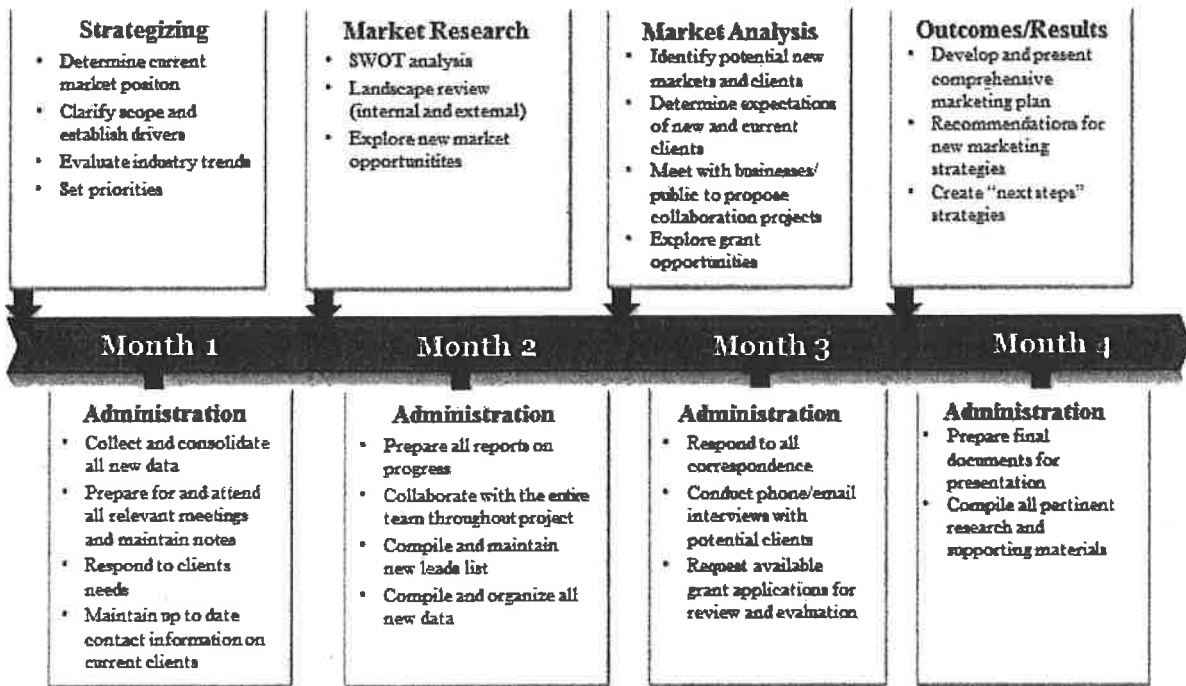 Strategizing
• Determine current
market positon
• Clarify scope and
establish drivers
• Evaluate industry trends
• Set priorities
Market Research
• SWOT analysis
• Landscape review
(internal and external)
• Explore new market
opportunitites
Market Analysis
• Identify potential new
markets and clients
• Determine expectations
of new and current
clients
• Meet with businesses/
public to propose
collaboration projects
• Explore grant
opportunities
Outcomes/Results
• Develop and present
comprehensive
marketing plan
• Recommendations for
new marketing
strategies
• Create "next steps"
strategies
Month 1
Month 2
Month 3
Month 4
Administration
• Collect and consolidate
all new data
• Prepare for and attend
all relevant meetings
and maintain notes
• Respond to clients
needs
• Maintain up to date
contact information on
current clients
Administration
• Prepare all reports on
progress
• Collaborate with the entire
team throughout project
• Compile and maintain
new leads list
• Compile and organize all
new data
Administration
• Respond to all
correspondence
• Conduct phone/email
interviews with
potential clients
• Request available
grant applications for
review and evaluation
Administration
• Prepare final
documents for
presentation
• Compile all pertinent
research and
supporting materials